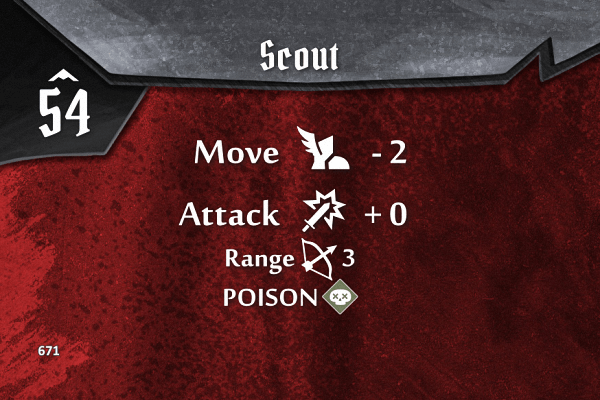 Scout
54
Move - 2
Attack + 0
Range 3
POISON
671